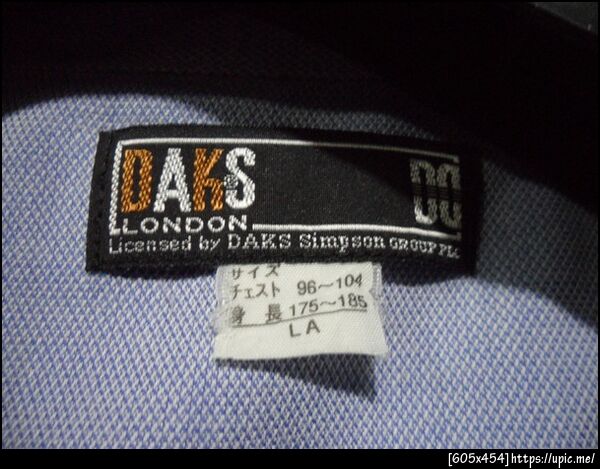 DAKS DD
LONDON
Licensed by DAKS Simpson GROUP PLC
サイズ
チェスト 96〜104
身 長 175〜185
LA
[605x454]https://upic.me/